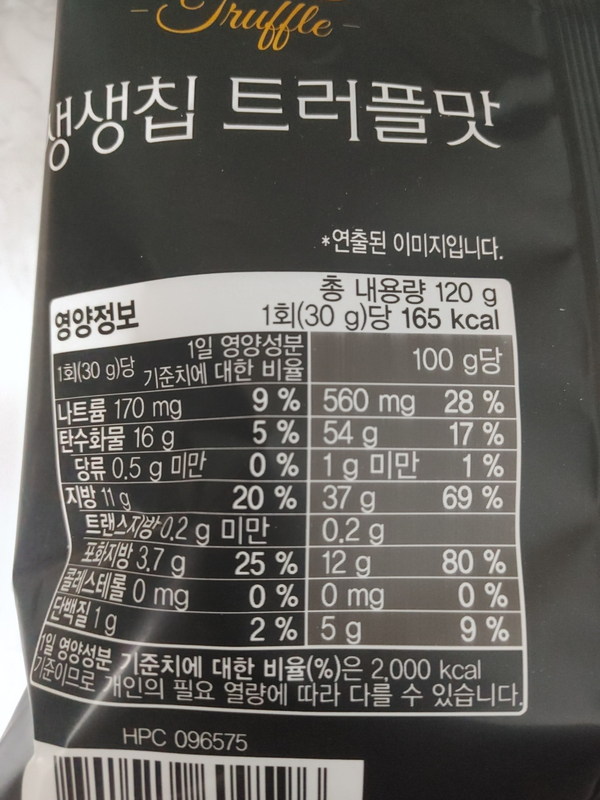 Truffle
생생칩 트러플맛
*연출된 이미지입니다.
영양정보
총 내용량 120 g
1회(30 g)당 165 kcal
1회(30 g)당 1일 영양성분 기준치에 대한 비율 100 g당
나트륨 170 mg 9 % 560 mg 28 %
탄수화물 16 g 5 % 54 g 17 %
당류 0.5 g 미만 0 % 1 g 미만 1 %
지방 11 g 20 % 37 g 69 %
트랜스지방 0.2 g 미만 0.2 g
포화지방 3.7 g 25 % 12 g 80 %
콜레스테롤 0 mg 0 % 0 mg 0 %
단백질 1 g 2 % 5 g 9 %
1일 영양성분 기준치에 대한 비율(%)은 2,000 kcal
기준이므로 개인의 필요 열량에 따라 다를 수 있습니다.
HPC 096575